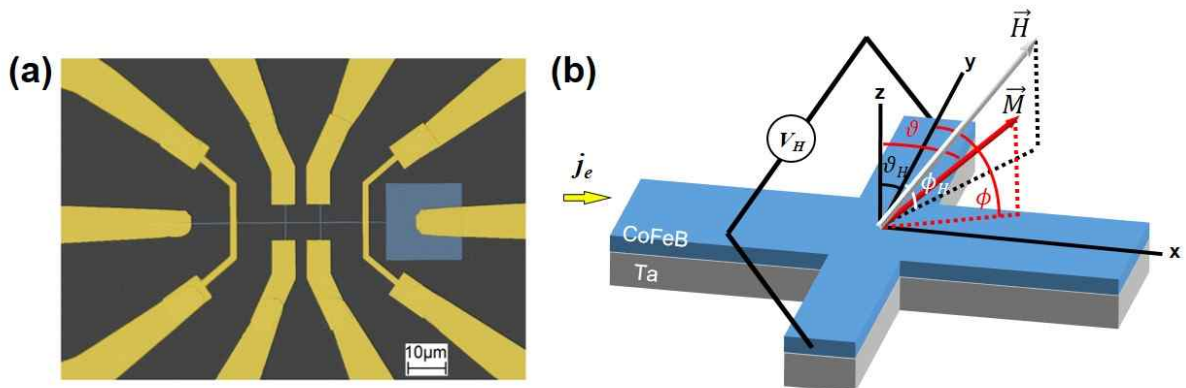 (a)
10μm
(b)
j_e
V_H
z
y
x
H⃗
M⃗
ϑ
ϑ_H
ϕ_H
ϕ
CoFeB
Ta